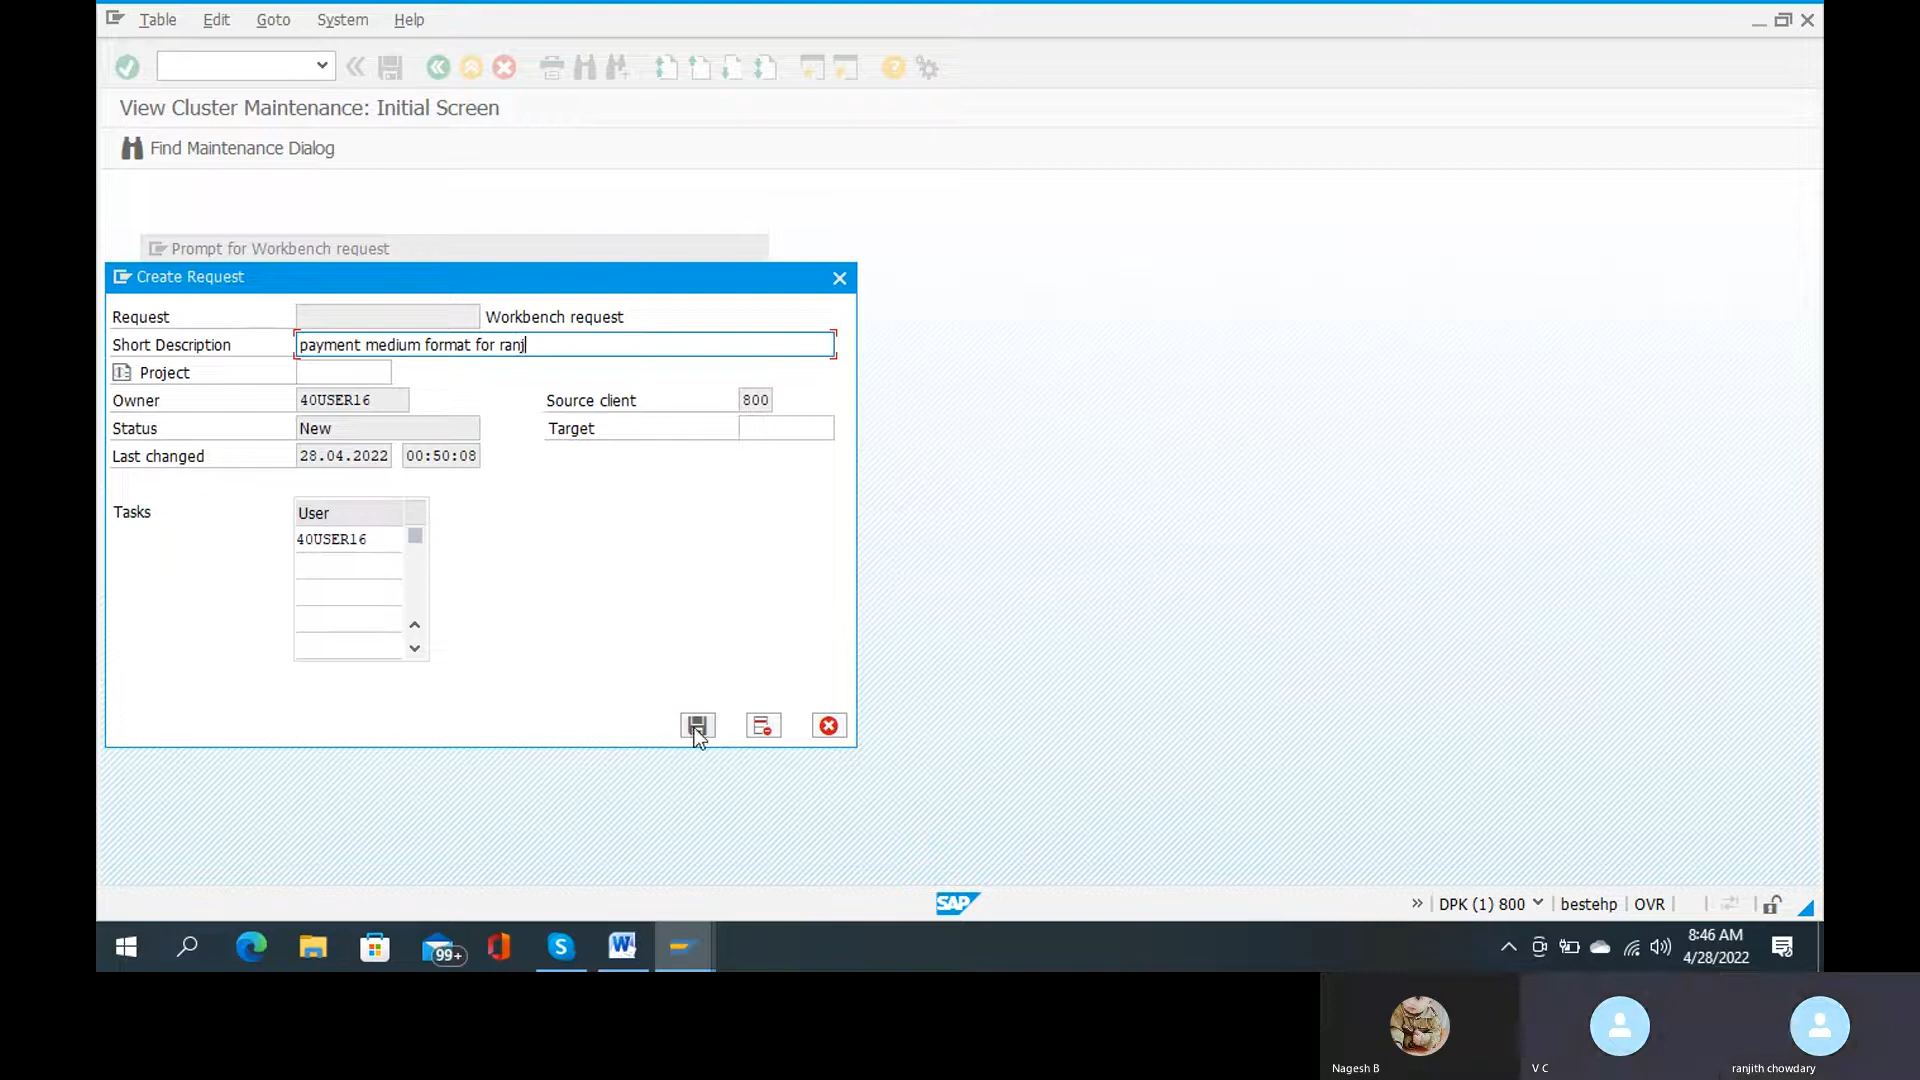 Table Edit Goto System Help
View Cluster Maintenance: Initial Screen
Find Maintenance Dialog
Prompt for Workbench request
Create Request
Request Workbench request
Short Description payment medium format for ranj
Project
Owner 40USER16 Source client 800
Status New Target
Last changed 28.04.2022 00:50:08
Tasks User
40USER16
SAP
DPK (1) 800 bestehp OVR
99+
8:46 AM
4/28/2022
Nagesh B V C ranjith chowdary